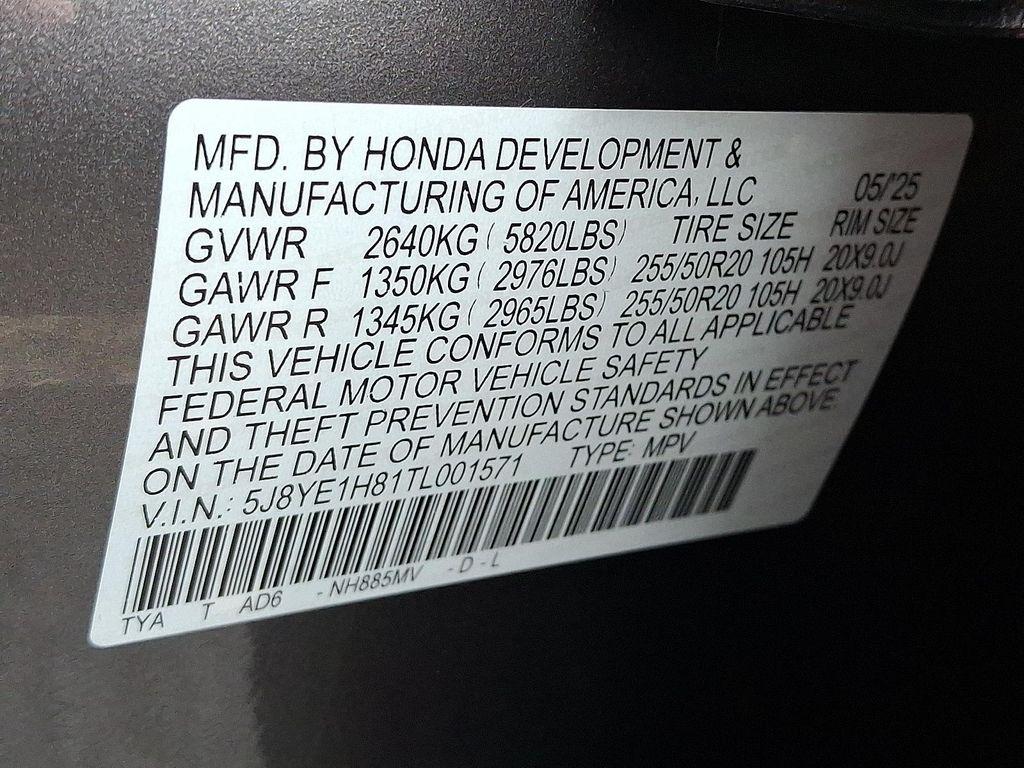 MFD. BY HONDA DEVELOPMENT &
MANUFACTURING OF AMERICA, LLC 05/'25
GVWR 2640KG ( 5820LBS) TIRE SIZE RIM SIZE
GAWR F 1350KG ( 2976LBS) 255/50R20 105H 20X9.0J
GAWR R 1345KG ( 2965LBS) 255/50R20 105H 20X9.0J
THIS VEHICLE CONFORMS TO ALL APPLICABLE
FEDERAL MOTOR VEHICLE SAFETY
AND THEFT PREVENTION STANDARDS IN EFFECT
ON THE DATE OF MANUFACTURE SHOWN ABOVE.
V.I.N.: 5J8YE1H81TL001571 TYPE: MPV
TYA T AD6 - NH885MV - D - L